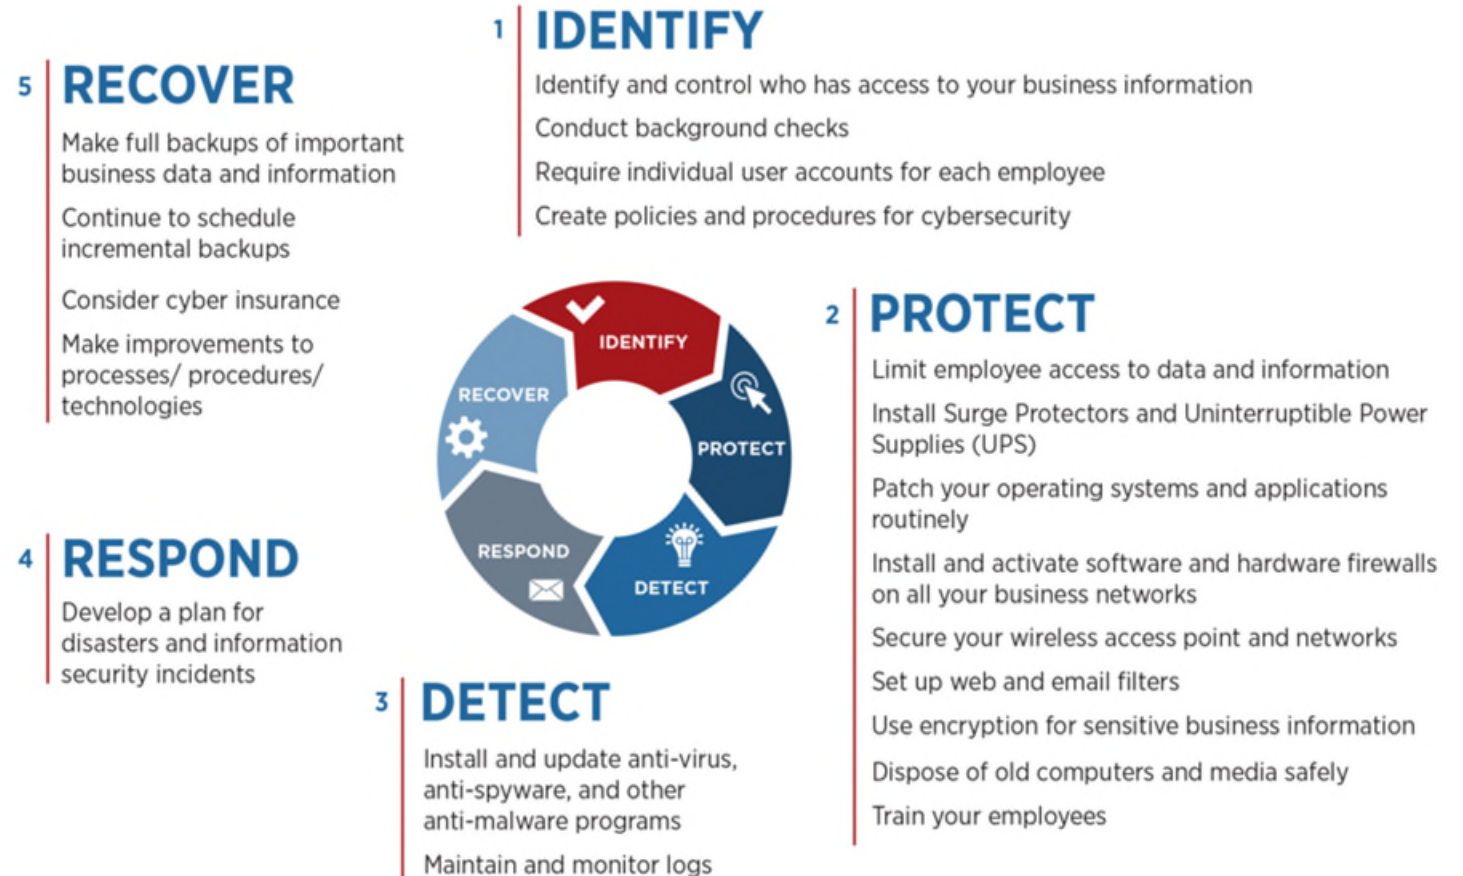 1 IDENTIFY
Identify and control who has access to your business information
Conduct background checks
Require individual user accounts for each employee
Create policies and procedures for cybersecurity
2 PROTECT
Limit employee access to data and information
Install Surge Protectors and Uninterruptible Power
Supplies (UPS)
Patch your operating systems and applications
routinely
Install and activate software and hardware firewalls
on all your business networks
Secure your wireless access point and networks
Set up web and email filters
Use encryption for sensitive business information
Dispose of old computers and media safely
Train your employees
3 DETECT
Install and update anti-virus,
anti-spyware, and other
anti-malware programs
Maintain and monitor logs
4 RESPOND
Develop a plan for
disasters and information
security incidents
5 RECOVER
Make full backups of important
business data and information
Continue to schedule
incremental backups
Consider cyber insurance
Make improvements to
processes/ procedures/
technologies
IDENTIFY
PROTECT
DETECT
RESPOND
RECOVER